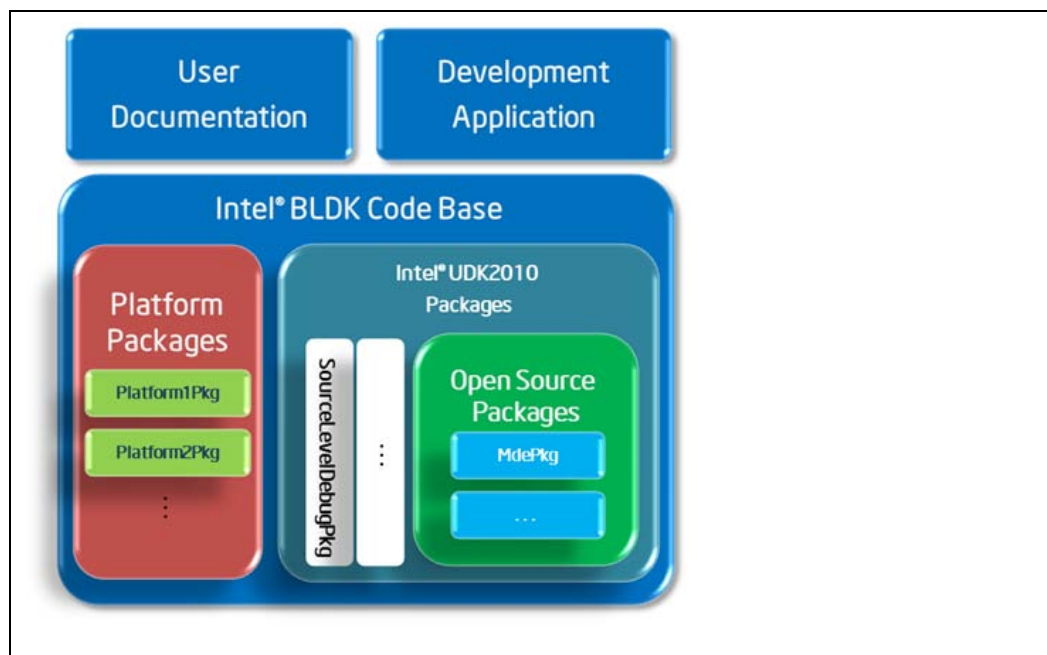 User
Documentation
Development
Application
Intel® BLDK Code Base
Platform
Packages
Platform1Pkg
Platform2Pkg
...
Intel® UDK2010
Packages
SourceLevelDebugPkg
...
Open Source
Packages
MdePkg
...